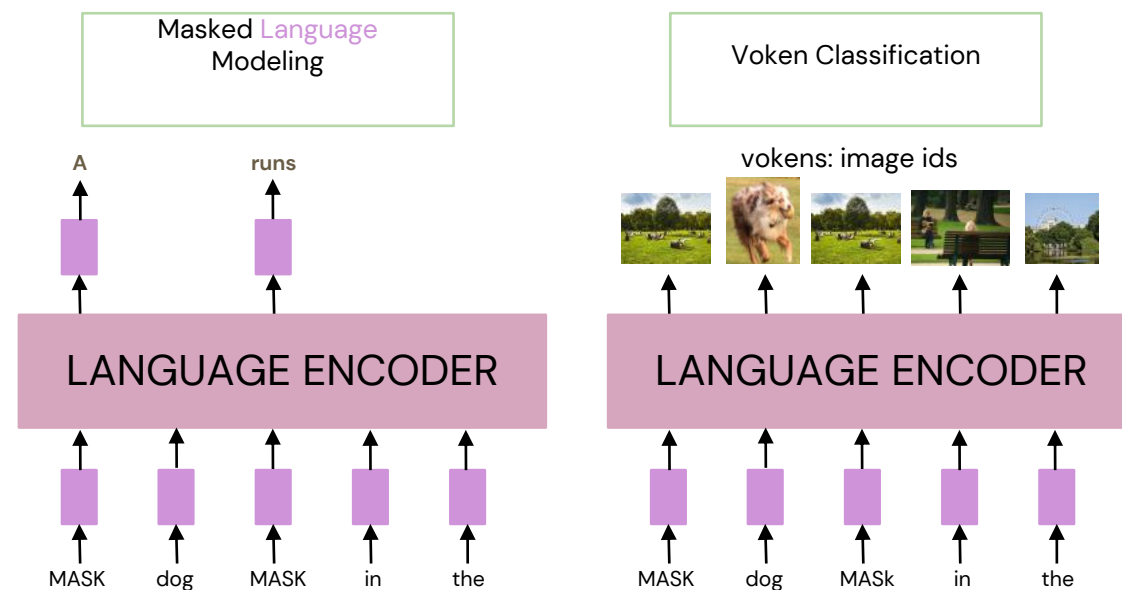 Masked Language
Modeling
A
runs
LANGUAGE ENCODER
MASK dog MASK in the
Voken Classification
vokens: image ids
LANGUAGE ENCODER
MASK dog MASk in the